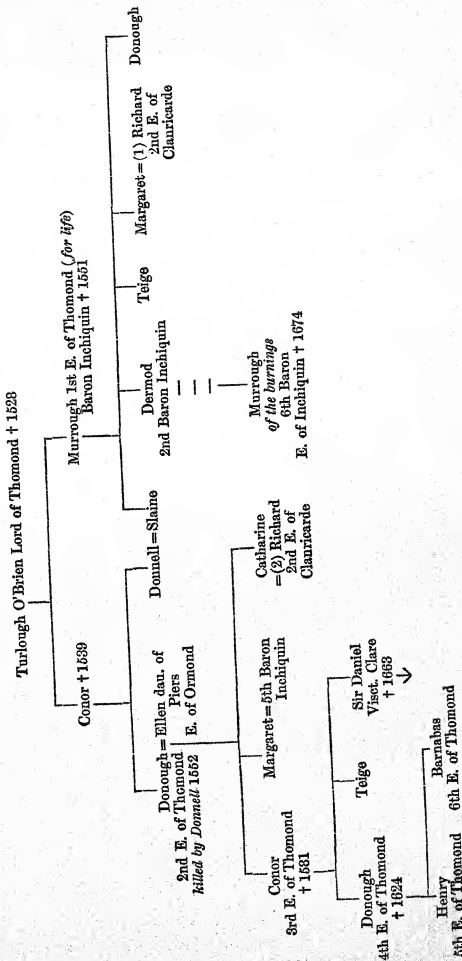 Turlough O'Brien Lord of Thomond † 1528
Conor † 1539
Murrough 1st E. of Thomond (for life)
Baron Inchiquin † 1551
Donough = Ellen dau. of
Piers
E. of Ormond
2nd E. of Thomond
killed by Donnell 1552
Donnell = Slaine
Dermod
2nd Baron Inchiquin
Teige
Margaret = (1) Richard
2nd E. of
Clanricarde
Donough
Murrough
of the burnings
6th Baron
E. of Inchiquin † 1674
Conor
3rd E. of Thomond
† 1581
Margaret = 5th Baron
Inchiquin
Catharine
= (2) Richard
2nd E. of
Clanricarde
Donough
4th E. of Thomond
† 1624
Teige
Sir Daniel
Visct. Clare
† 1663
Henry
5th E. of Thomond
Barnabas
6th E. of Thomond